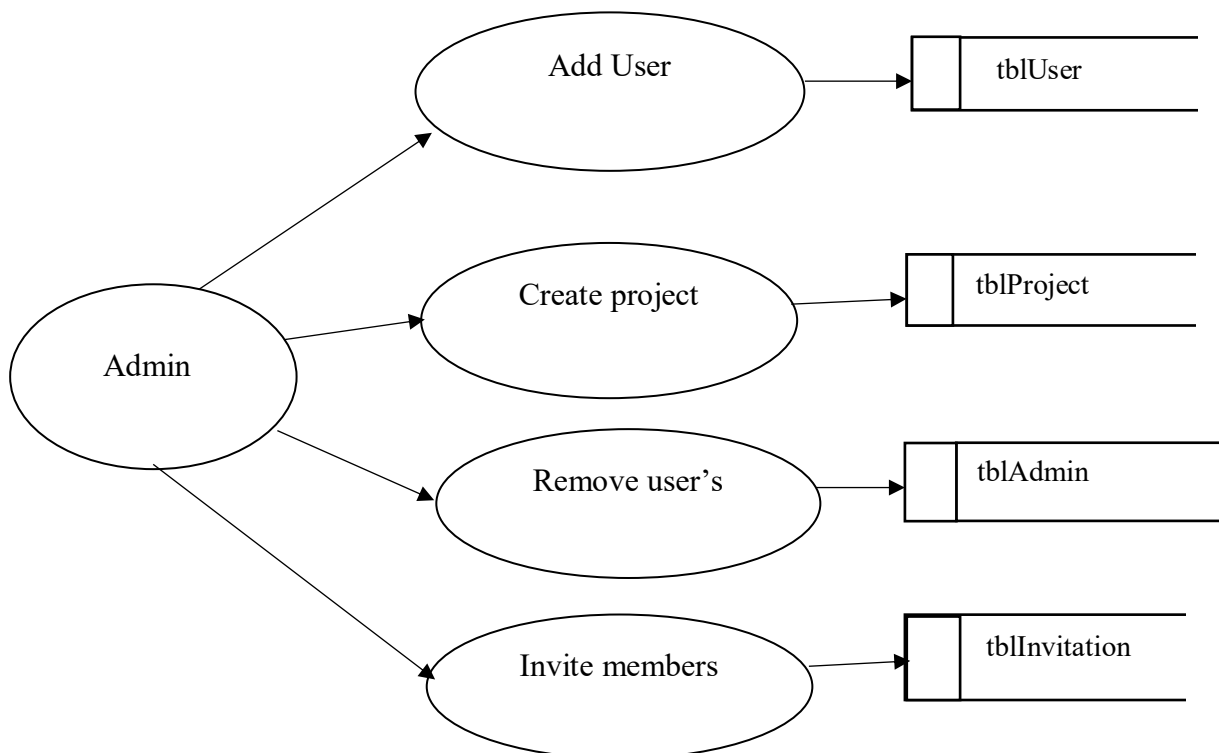 Add User
tblUser
Create project
tblProject
Admin
Remove user’s
tblAdmin
Invite members
tblInvitation